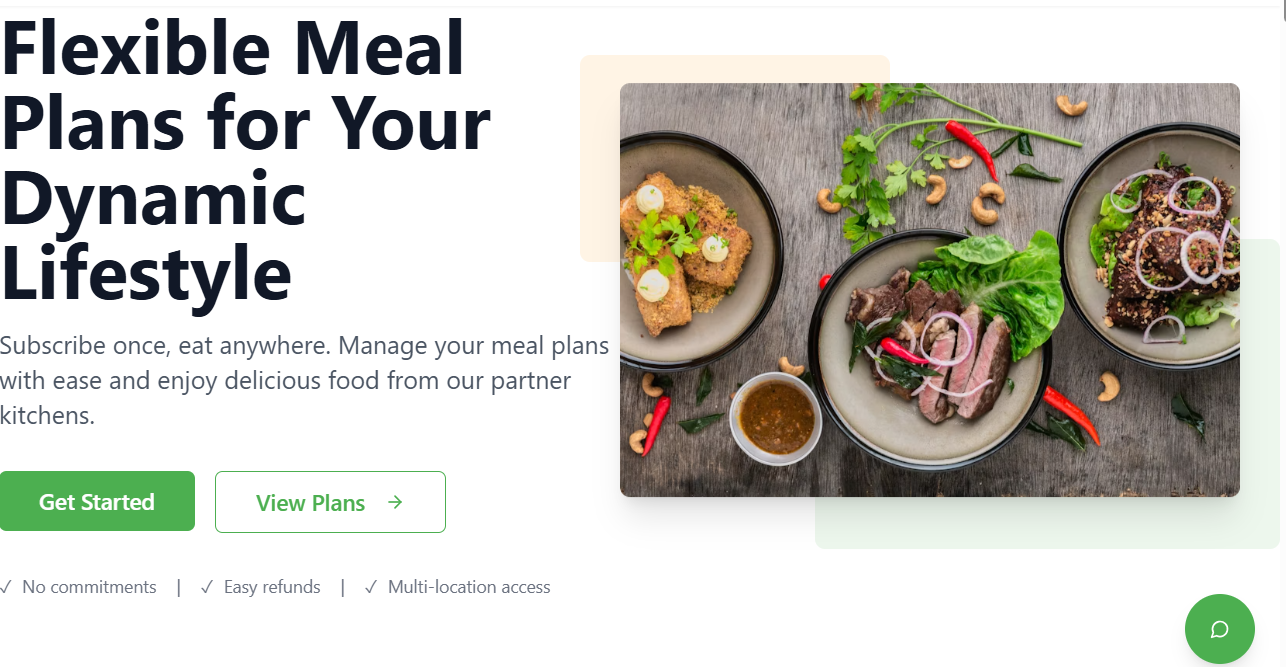 Flexible Meal
Plans for Your
Dynamic
Lifestyle
Subscribe once, eat anywhere. Manage your meal plans
with ease and enjoy delicious food from our partner
kitchens.
Get Started
View Plans →
✓ No commitments | ✓ Easy refunds | ✓ Multi-location access